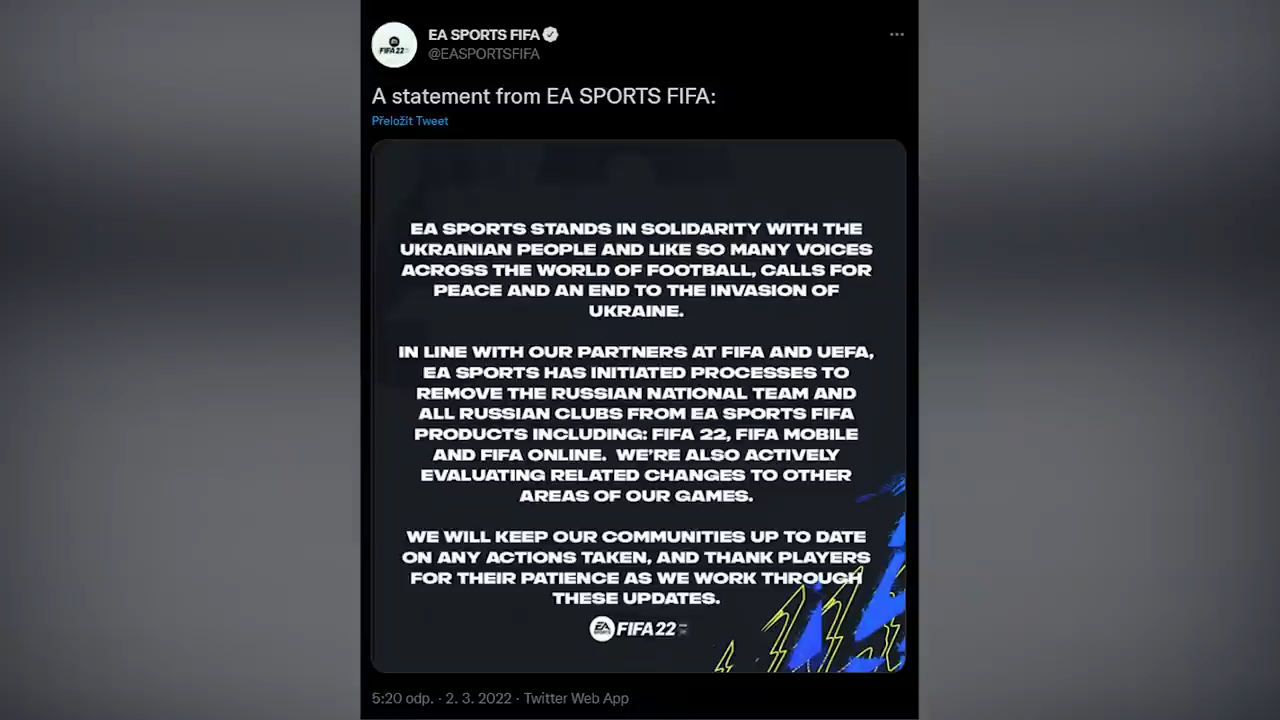 EA SPORTS FIFA
@EASPORTSFIFA
A statement from EA SPORTS FIFA:
Přeložit Tweet
EA SPORTS STANDS IN SOLIDARITY WITH THE
UKRAINIAN PEOPLE AND LIKE SO MANY VOICES
ACROSS THE WORLD OF FOOTBALL, CALLS FOR
PEACE AND AN END TO THE INVASION OF
UKRAINE.
IN LINE WITH OUR PARTNERS AT FIFA AND UEFA,
EA SPORTS HAS INITIATED PROCESSES TO
REMOVE THE RUSSIAN NATIONAL TEAM AND
ALL RUSSIAN CLUBS FROM EA SPORTS FIFA
PRODUCTS INCLUDING: FIFA 22, FIFA MOBILE
AND FIFA ONLINE. WE'RE ALSO ACTIVELY
EVALUATING RELATED CHANGES TO OTHER
AREAS OF OUR GAMES.
WE WILL KEEP OUR COMMUNITIES UP TO DATE
ON ANY ACTIONS TAKEN, AND THANK PLAYERS
FOR THEIR PATIENCE AS WE WORK THROUGH
THESE UPDATES.
EA SPORTS FIFA 22
5:20 odp. · 2. 3. 2022 · Twitter Web App